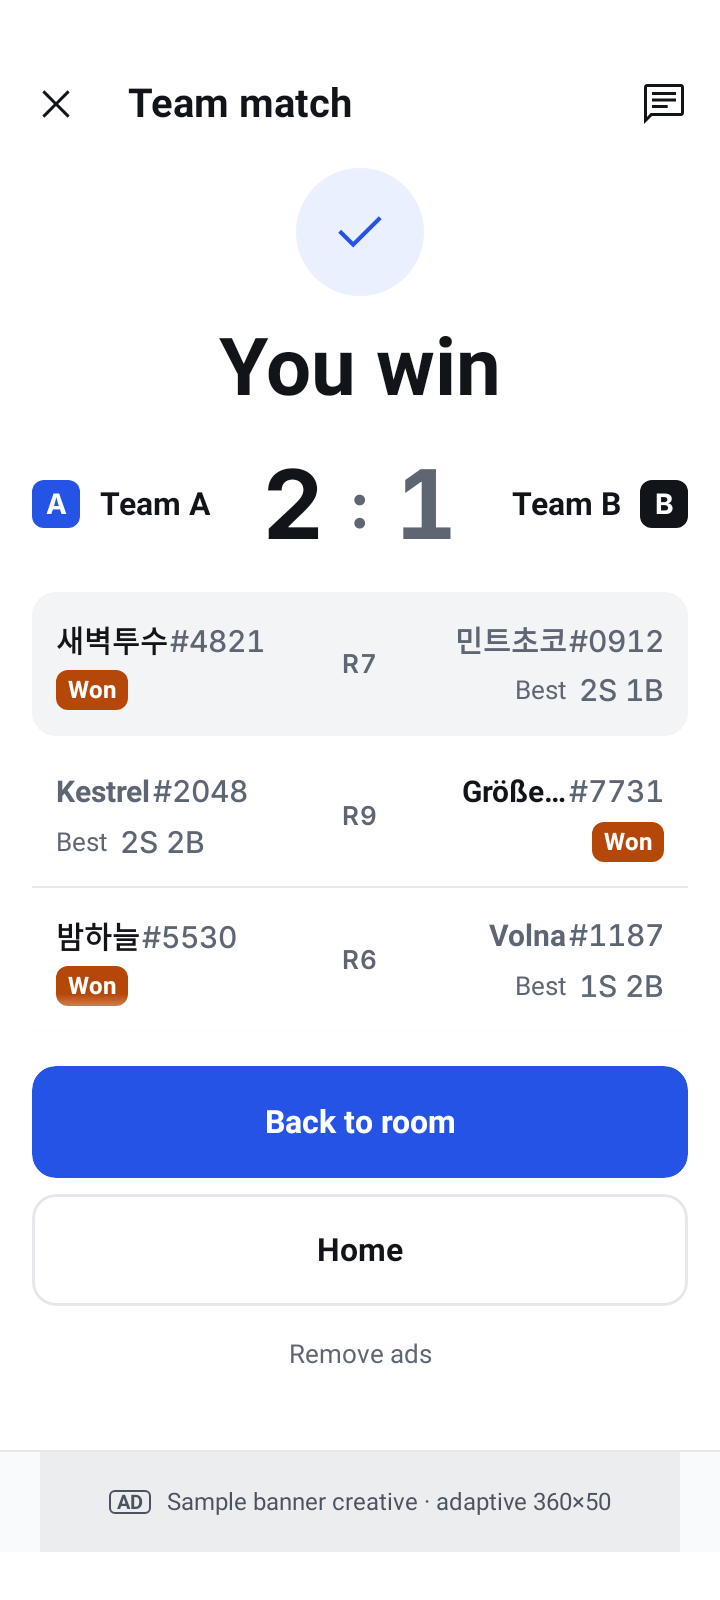 Team match
You win
A Team A 2 : 1 Team B B
새벽투수#4821 R7 민트초코#0912
Won Best 2S 1B
Kestrel#2048 R9 Größe…#7731
Best 2S 2B Won
밤하늘#5530 R6 Volna#1187
Won Best 1S 2B
Back to room
Home
Remove ads
AD Sample banner creative · adaptive 360×50